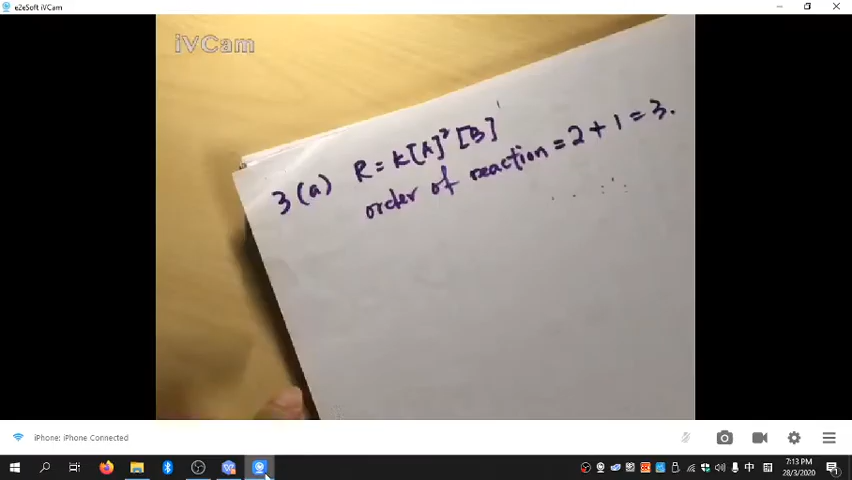 e2eSoft iVCam
iVCam
3(a) R = K[A]² [B]'
order of reaction = 2 + 1 = 3.
iPhone: iPhone Connected
中
7:13 PM
28/3/2020